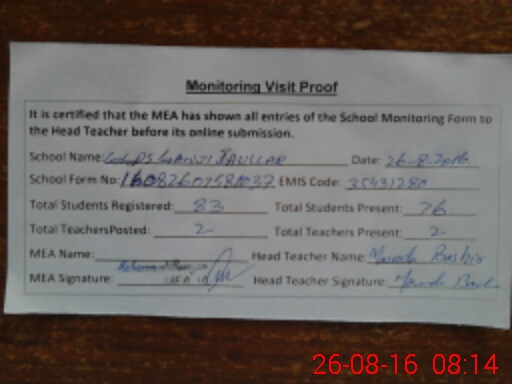 Monitoring Visit Proof
It is certified that the MEA has shown all entries of the School Monitoring Form to
the Head Teacher before its online submission.
School Name: Date: 26-8-2016
School Form No: EMIS Code:
Total Students Registered: 83 Total Students Present: 76
Total TeachersPosted: 2 Total Teachers Present: 2
MEA Name: Head Teacher Name:
MEA Signature: Head Teacher Signature:
26-08-16 08:14